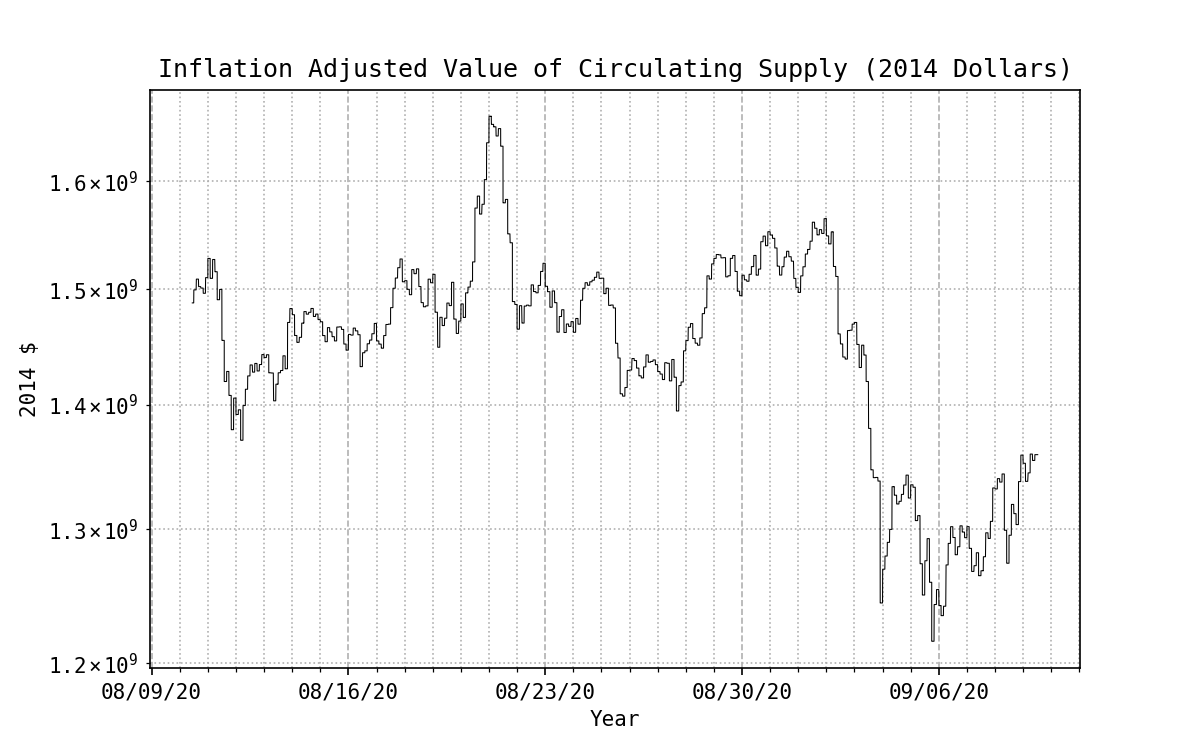 Inflation Adjusted Value of Circulating Supply (2014 Dollars)
1.6×10⁹
1.5×10⁹
1.4×10⁹
1.3×10⁹
1.2×10⁹
2014 $
08/09/20 08/16/20 08/23/20 08/30/20 09/06/20
Year